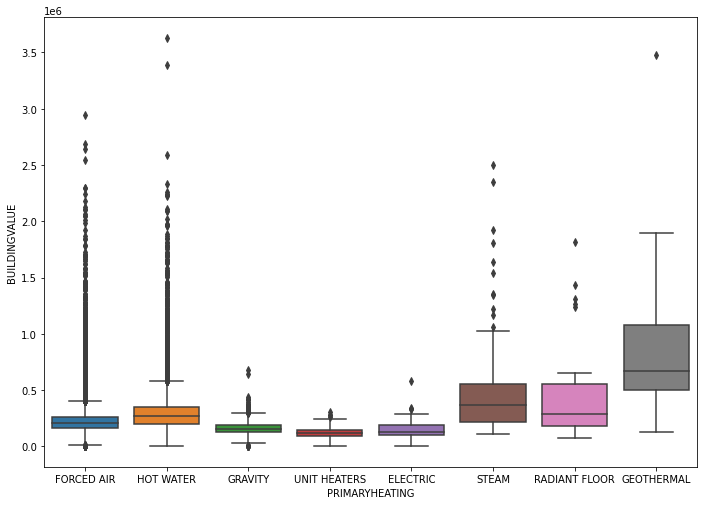 1e6
3.5
3.0
2.5
2.0
1.5
1.0
0.5
0.0
BUILDINGVALUE
FORCED AIR HOT WATER GRAVITY UNIT HEATERS ELECTRIC STEAM RADIANT FLOOR GEOTHERMAL
PRIMARYHEATING